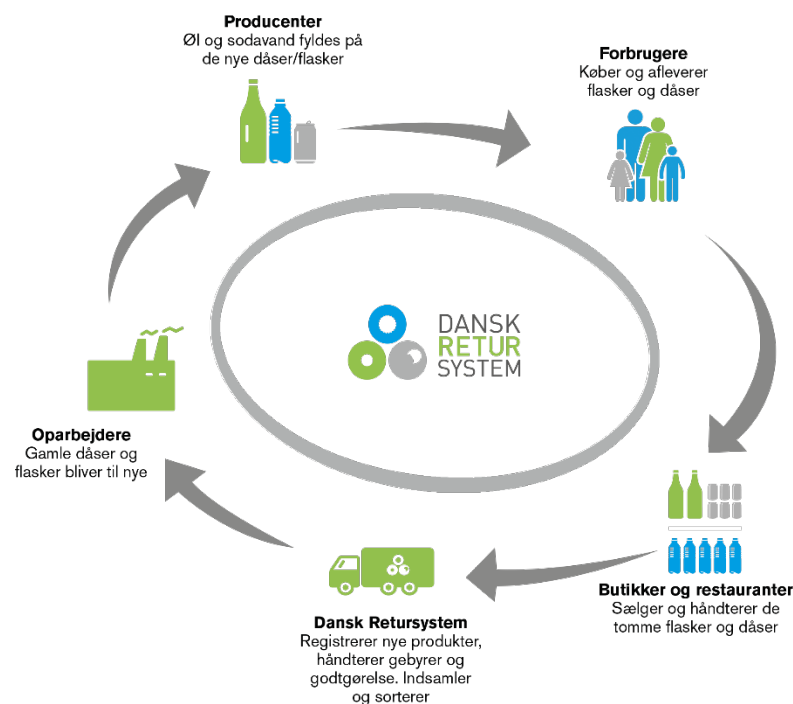 Producenter
Øl og sodavand fyldes på
de nye dåser/flasker
Forbrugere
Køber og afleverer
flasker og dåser
DANSK
RETUR
SYSTEM
Oparbejdere
Gamle dåser og
flasker bliver til nye
Butikker og restauranter
Sælger og håndterer de
tomme flasker og dåser
Dansk Retursystem
Registrerer nye produkter,
håndterer gebyrer og
godtgørelse. Indsamler
og sorterer